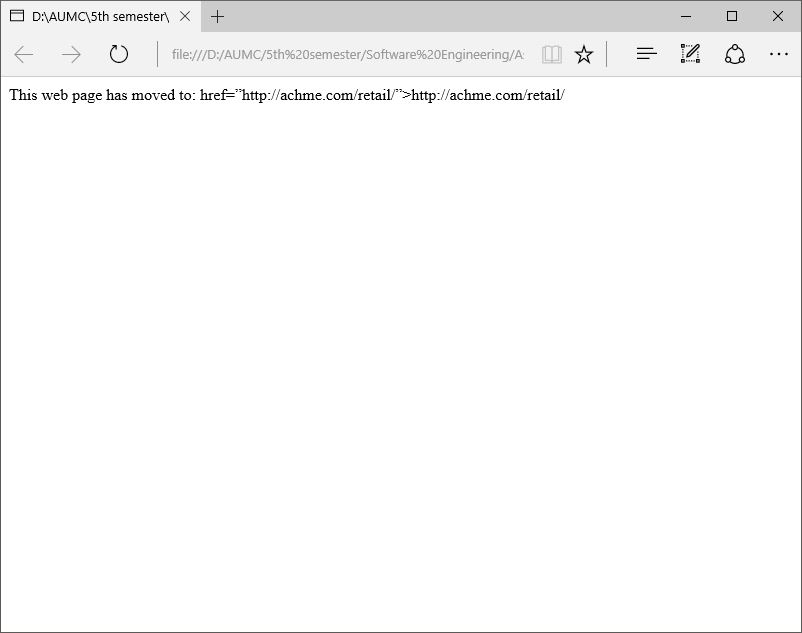 D:\AUMC\5th semester\
file:///D:/AUMC/5th%20semester/Software%20Engineering/A
This web page has moved to: href=”http://achme.com/retail/”>http://achme.com/retail/